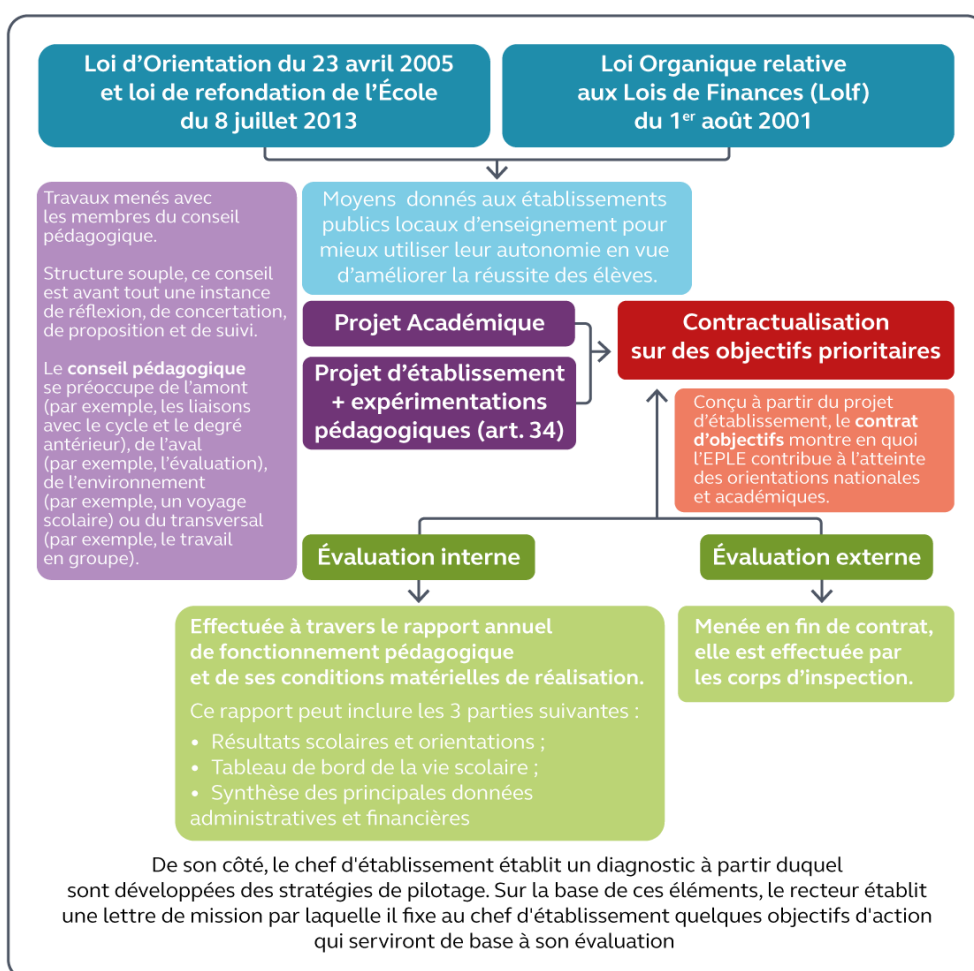 Loi d’Orientation du 23 avril 2005
et loi de refondation de l’École
du 8 juillet 2013
Loi Organique relative
aux Lois de Finances (Lolf)
du 1er août 2001
Travaux menés avec
les membres du conseil
pédagogique.
Structure souple, ce conseil
est avant tout une instance
de réflexion, de concertation,
de proposition et de suivi.
Le conseil pédagogique
se préoccupe de l’amont
(par exemple, les liaisons
avec le cycle et le degré
antérieur), de l’aval
(par exemple, l’évaluation),
de l’environnement
(par exemple, un voyage
scolaire) ou du transversal
(par exemple, le travail
en groupe).
Moyens donnés aux établissements
publics locaux d’enseignement pour
mieux utiliser leur autonomie en vue
d’améliorer la réussite des élèves.
Projet Académique
Projet d’établissement
+ expérimentations
pédagogiques (art. 34)
Contractualisation
sur des objectifs prioritaires
Conçu à partir du projet
d’établissement, le contrat
d’objectifs montre en quoi
l’EPLE contribue à l’atteinte
des orientations nationales
et académiques.
Évaluation interne
Évaluation externe
Effectuée à travers le rapport annuel
de fonctionnement pédagogique
et de ses conditions matérielles de réalisation.
Ce rapport peut inclure les 3 parties suivantes :
• Résultats scolaires et orientations ;
• Tableau de bord de la vie scolaire ;
• Synthèse des principales données
administratives et financières
Menée en fin de contrat,
elle est effectuée par
les corps d’inspection.
De son côté, le chef d'établissement établit un diagnostic à partir duquel
sont développées des stratégies de pilotage. Sur la base de ces éléments, le recteur établit
une lettre de mission par laquelle il fixe au chef d'établissement quelques objectifs d'action
qui serviront de base à son évaluation